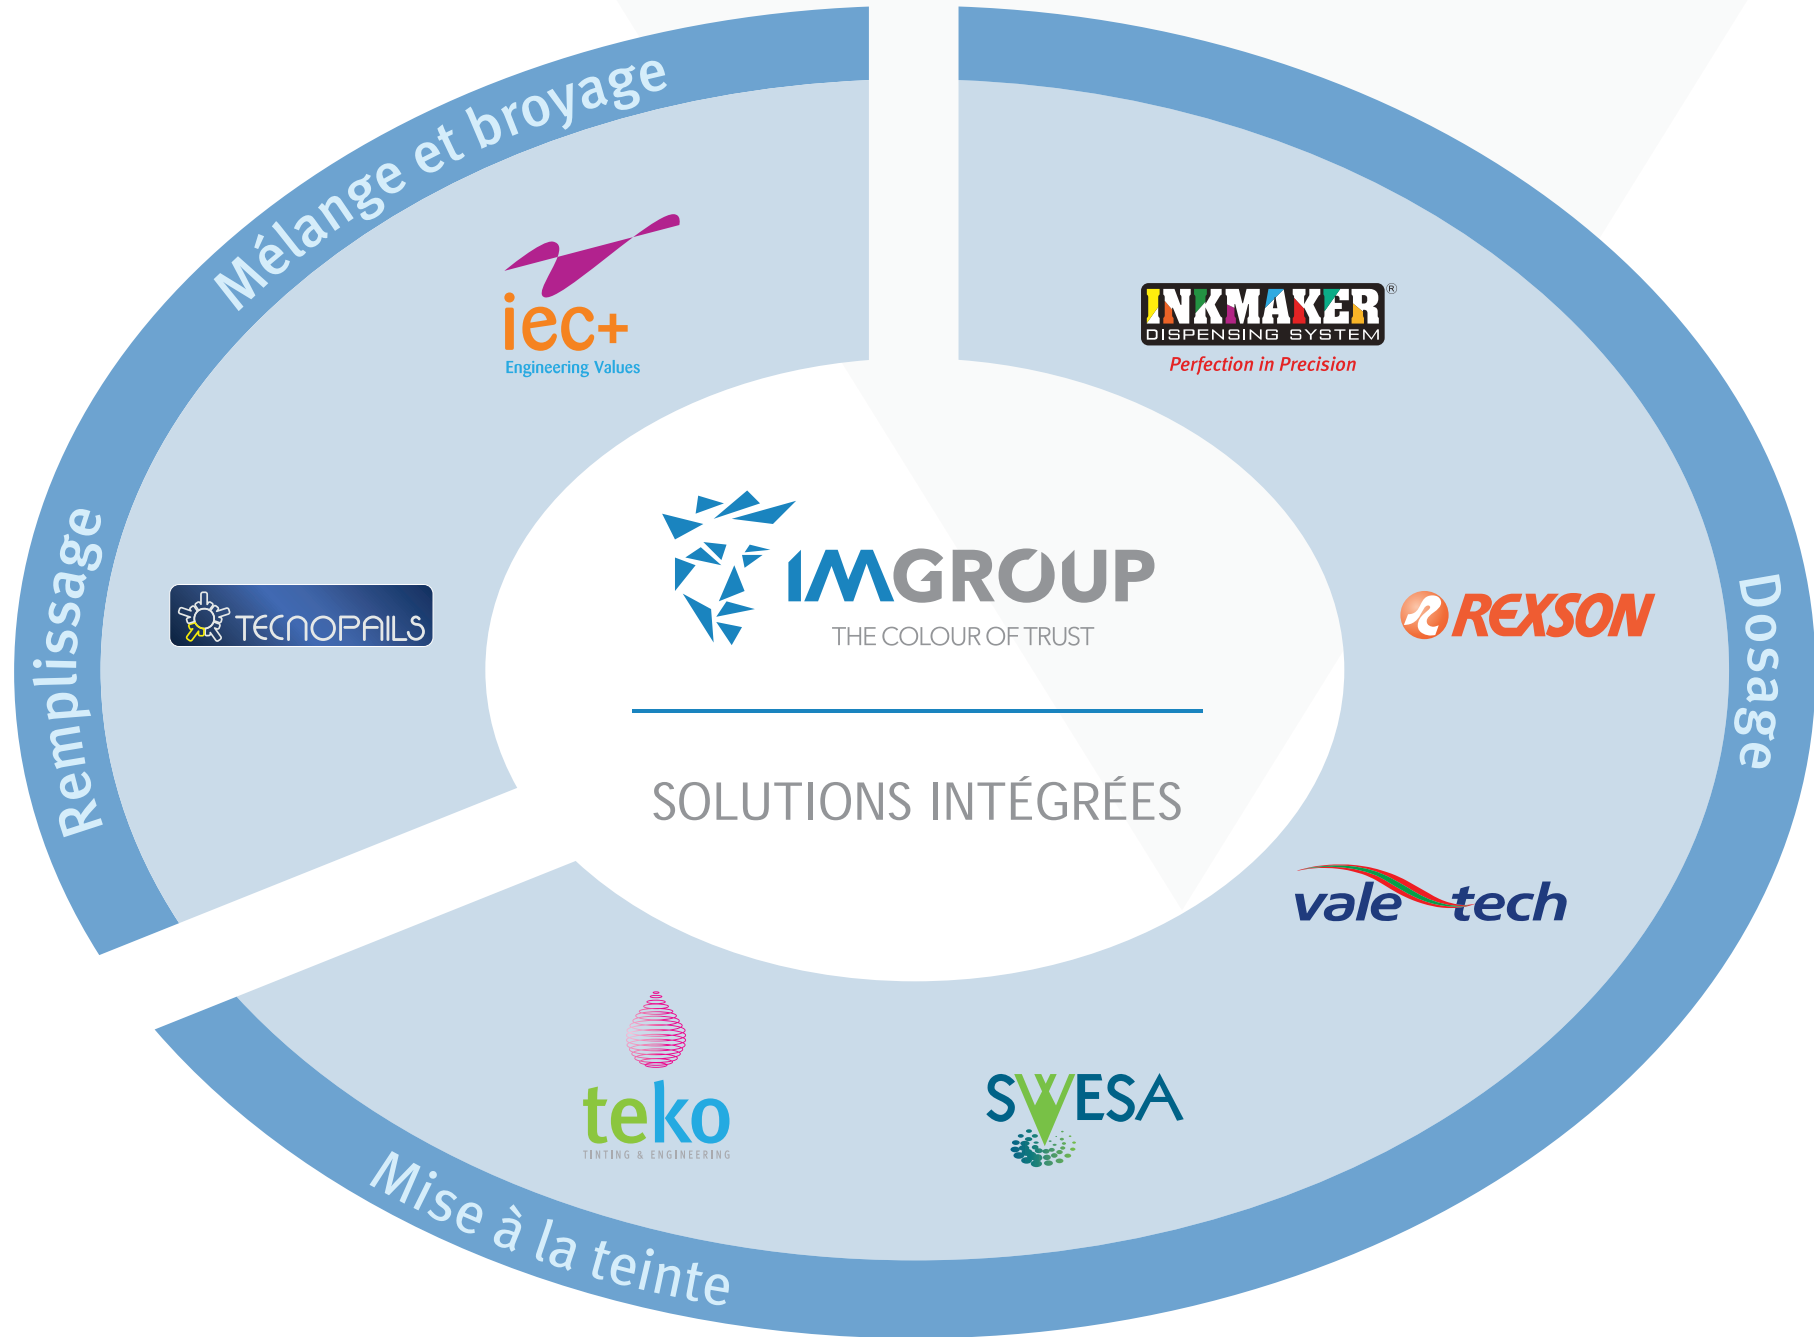 Mélange et broyage
iec+
Engineering Values
INKMAKER®
DISPENSING SYSTEM
Perfection in Precision
Remplissage
TECNOPAILS
IMGROUP
THE COLOUR OF TRUST
SOLUTIONS INTÉGRÉES
REXSON
Dosage
vale tech
teko
TINTING & ENGINEERING
SWESA
Mise à la teinte